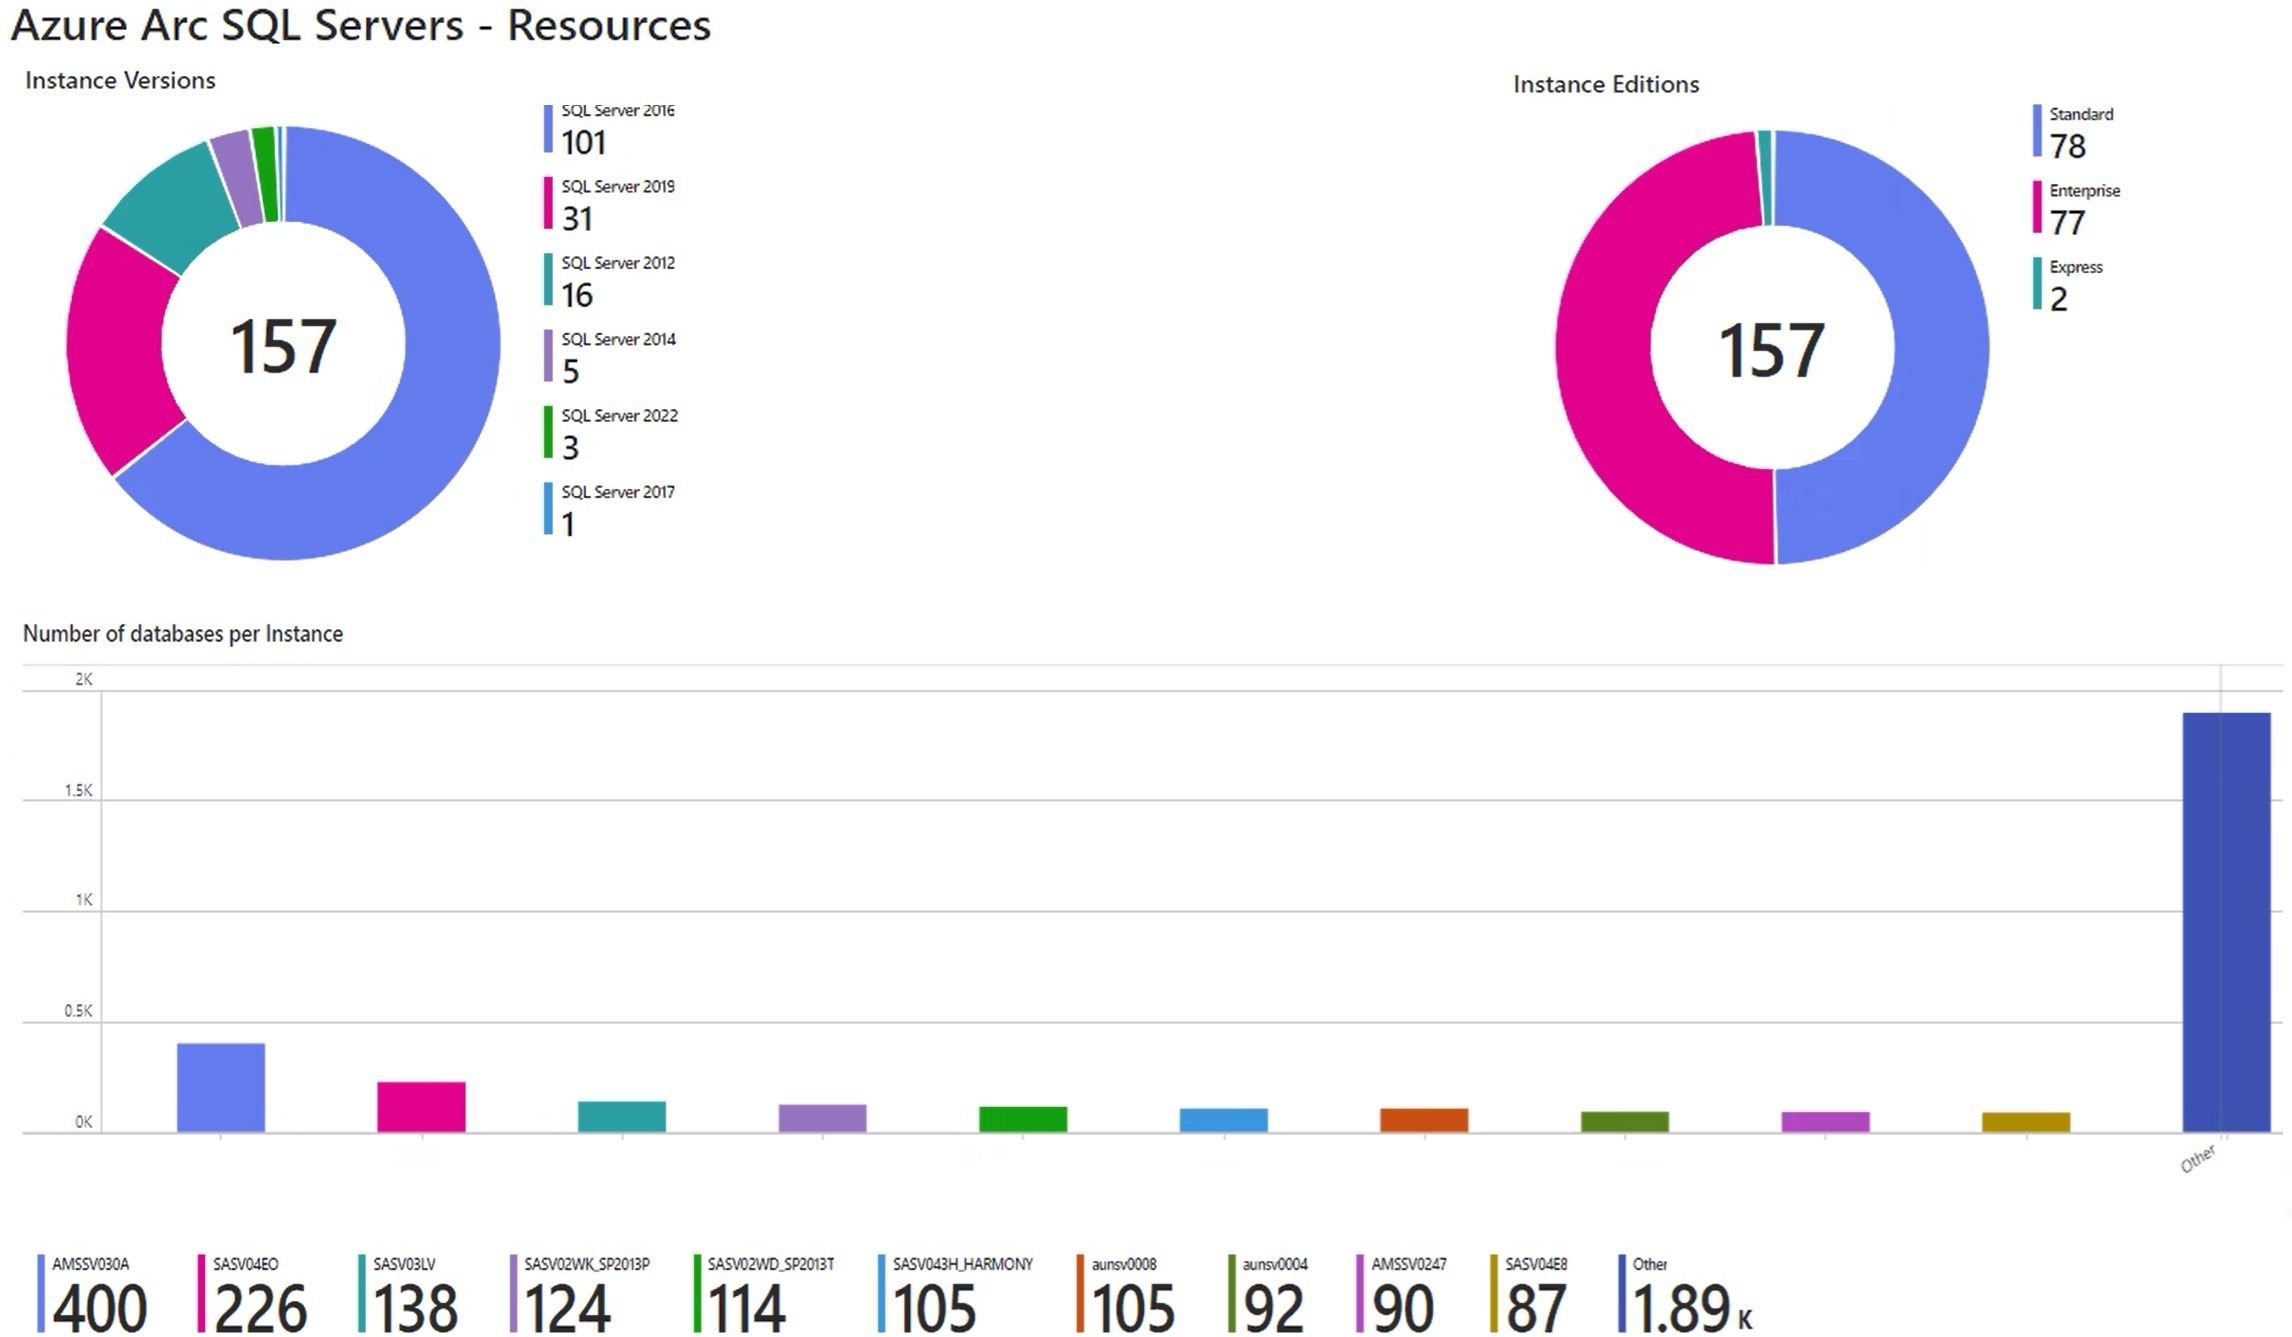 Azure Arc SQL Servers - Resources
Instance Versions
157
SQL Server 2016
101
SQL Server 2019
31
SQL Server 2012
16
SQL Server 2014
5
SQL Server 2022
3
SQL Server 2017
1
Instance Editions
157
Standard
78
Enterprise
77
Express
2
Number of databases per Instance
2K
1.5K
1K
0.5K
0K
Other
AMSSV030A
400
SASV04EO
226
SASV03LV
138
SASV02WK_SP2013P
124
SASV02WD_SP2013T
114
SASV043H_HARMONY
105
aunsv0008
105
aunsv0004
92
AMSSV0247
90
SASV04E8
87
Other
1.89 K